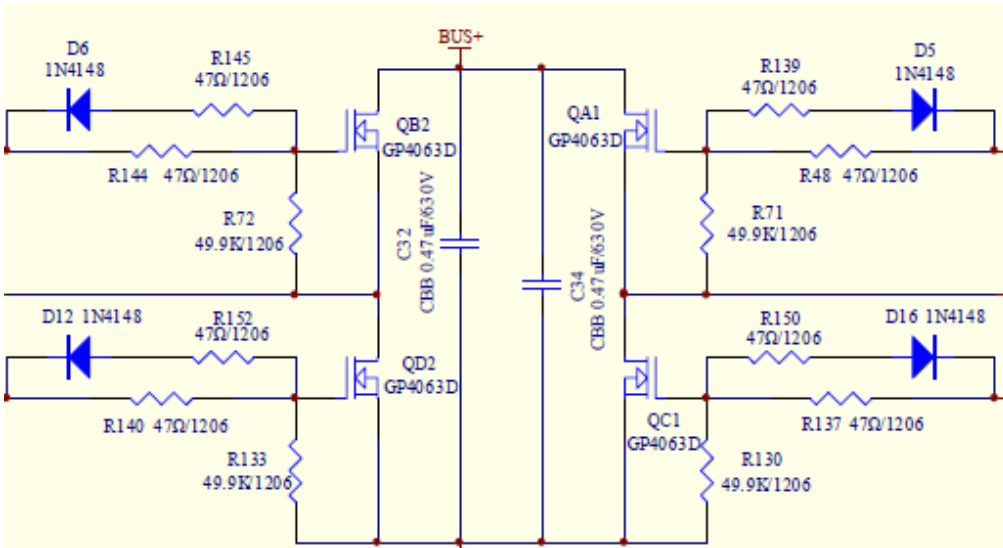 BUS+
D6
1N4148
R145
47Ω/1206
R144 47Ω/1206
R72
49.9K/1206
QB2
GP4063D
C32
CBB 0.47uF/630V
QA1
GP4063D
R139
47Ω/1206
D5
1N4148
R48 47Ω/1206
R71
49.9K/1206
C34
CBB 0.47uF/630V
D12 1N4148
R152
47Ω/1206
R140 47Ω/1206
R133
49.9K/1206
QD2
GP4063D
QC1
GP4063D
R150
47Ω/1206
D16 1N4148
R137 47Ω/1206
R130
49.9K/1206